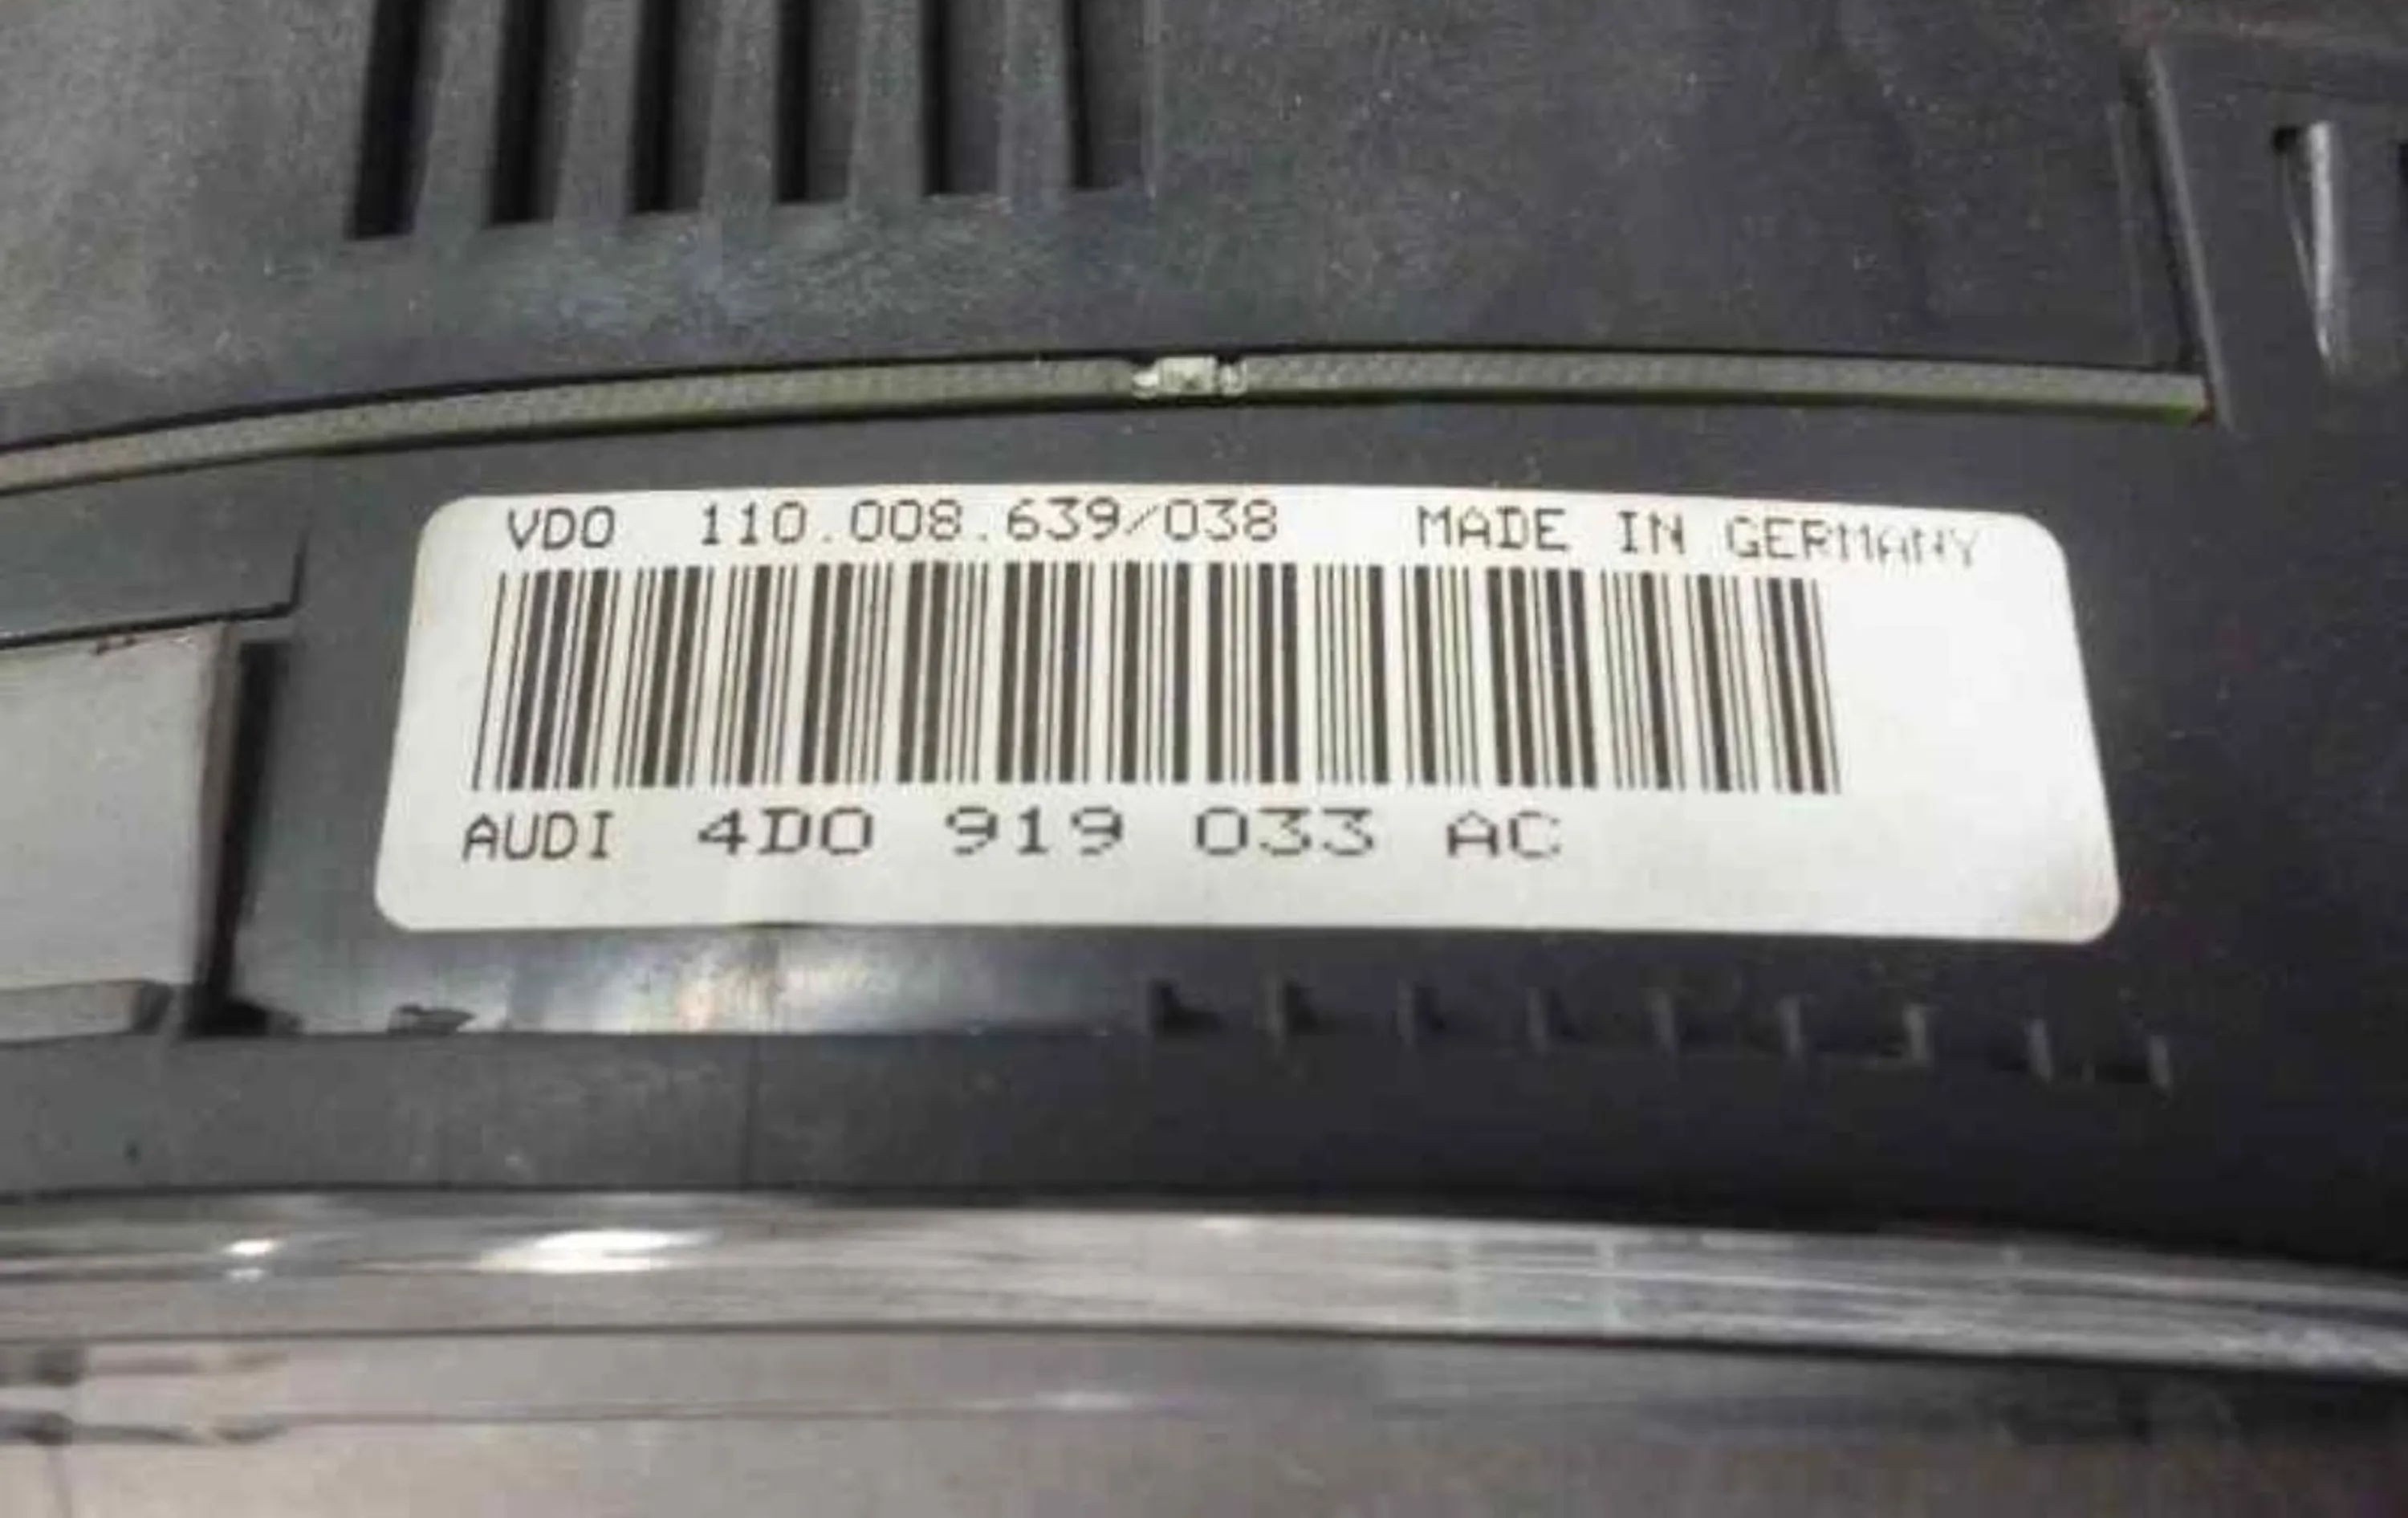 VDO 110.008.639/038 MADE IN GERMANY
AUDI 4D0 919 033 AC